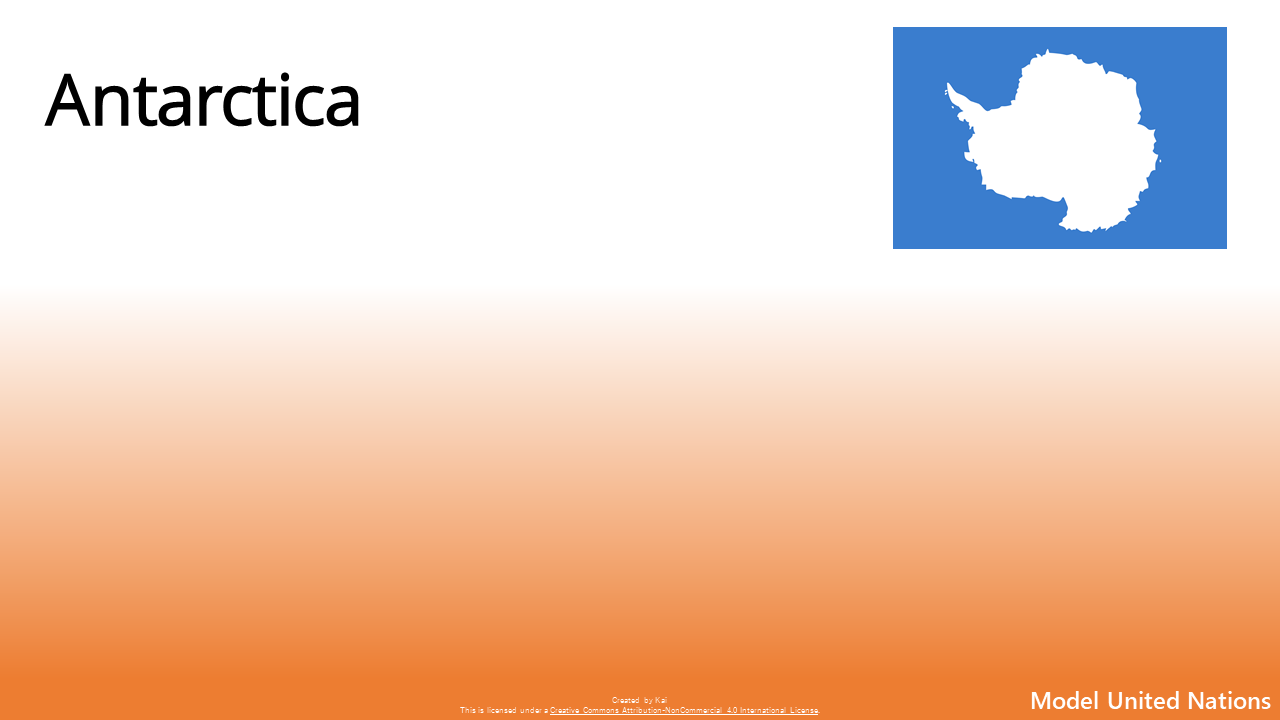 Antarctica
Created by Kai
This is licensed under a Creative Commons Attribution-NonCommercial 4.0 International License.
Model United Nations